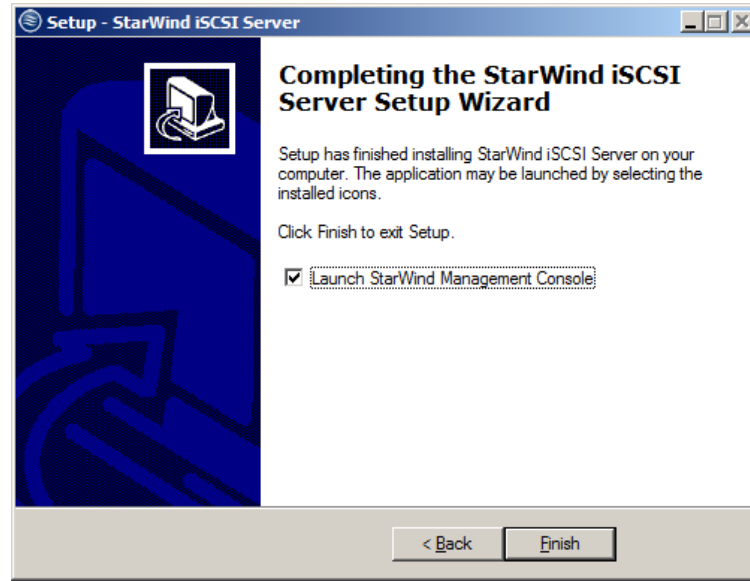 Setup - StarWind iSCSI Server
Completing the StarWind iSCSI
Server Setup Wizard
Setup has finished installing StarWind iSCSI Server on your
computer. The application may be launched by selecting the
installed icons.
Click Finish to exit Setup.
Launch StarWind Management Console
< Back
Finish